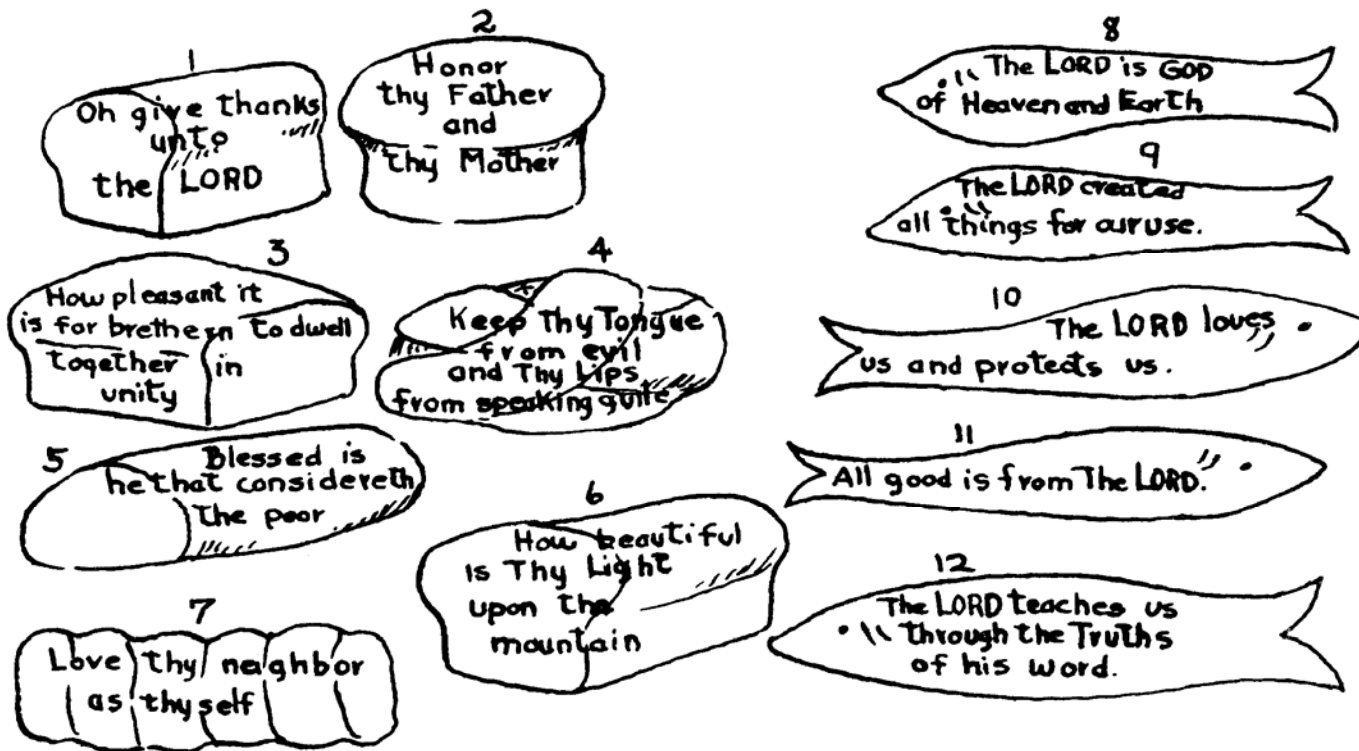 1
Oh give thanks
unto
the LORD
2
Honor
thy Father
and
thy Mother
3
How pleasant it
is for brethern to dwell
together in
unity
4
Keep Thy Tongue
from evil
and Thy Lips
from speaking quile
5
Blessed is
he that considereth
the poor
6
How beautiful
is Thy Light
upon the
mountain
7
Love thy neighbor
as thyself
8
The LORD is GOD
of Heaven and Earth
9
The LORD created
all things for our use.
10
The LORD loves
us and protects us.
11
All good is from The LORD.
12
The LORD teaches us
through the Truths
of his word.